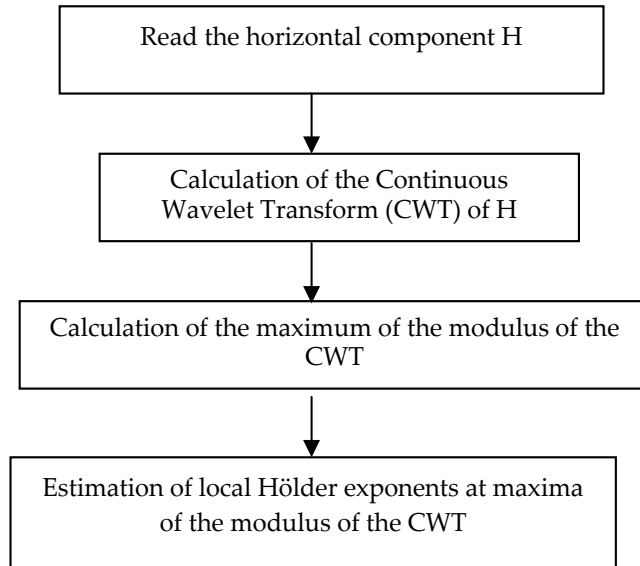 Read the horizontal component H
Calculation of the Continuous
Wavelet Transform (CWT) of H
Calculation of the maximum of the modulus of the
CWT
Estimation of local Hölder exponents at maxima
of the modulus of the CWT